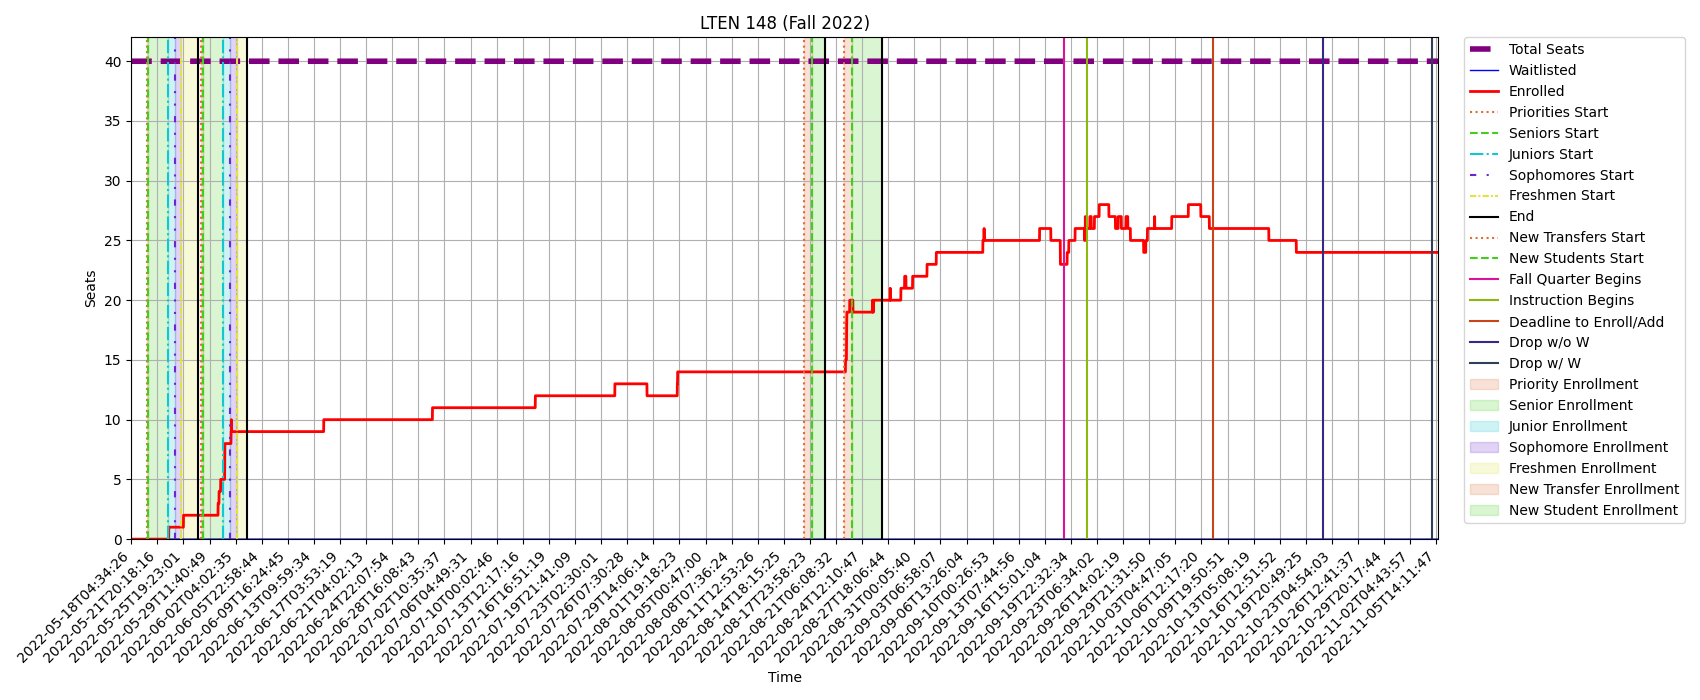 LTEN 148 (Fall 2022)
Seats
40
35
30
25
20
15
10
5
0
2022-05-18T04:34:26
2022-05-21T20:18:16
2022-05-25T19:23:01
2022-05-29T11:40:49
2022-06-02T04:02:35
2022-06-05T22:58:44
2022-06-09T16:24:45
2022-06-13T09:59:34
2022-06-17T03:53:19
2022-06-21T04:02:13
2022-06-24T22:07:54
2022-06-28T16:08:43
2022-07-02T10:35:37
2022-07-06T04:49:31
2022-07-10T00:02:46
2022-07-13T12:17:16
2022-07-16T16:51:19
2022-07-19T21:41:09
2022-07-23T02:30:01
2022-07-26T07:30:28
2022-07-29T14:06:14
2022-08-01T19:18:23
2022-08-05T00:47:00
2022-08-08T07:36:24
2022-08-11T12:53:26
2022-08-14T18:15:25
2022-08-17T23:58:23
2022-08-21T06:08:32
2022-08-24T12:10:47
2022-08-27T18:06:44
2022-08-31T00:05:40
2022-09-03T06:58:07
2022-09-06T13:26:04
2022-09-10T00:26:53
2022-09-13T07:44:56
2022-09-16T15:01:04
2022-09-19T22:32:34
2022-09-23T06:34:02
2022-09-26T14:02:19
2022-09-29T21:31:50
2022-10-03T04:47:05
2022-10-06T12:17:20
2022-10-09T19:50:51
2022-10-13T05:08:19
2022-10-16T12:51:52
2022-10-19T20:49:25
2022-10-23T04:54:03
2022-10-26T12:41:37
2022-10-29T20:17:44
2022-11-02T04:43:57
2022-11-05T14:11:47
Time
Total Seats
Waitlisted
Enrolled
Priorities Start
Seniors Start
Juniors Start
Sophomores Start
Freshmen Start
End
New Transfers Start
New Students Start
Fall Quarter Begins
Instruction Begins
Deadline to Enroll/Add
Drop w/o W
Drop w/ W
Priority Enrollment
Senior Enrollment
Junior Enrollment
Sophomore Enrollment
Freshmen Enrollment
New Transfer Enrollment
New Student Enrollment